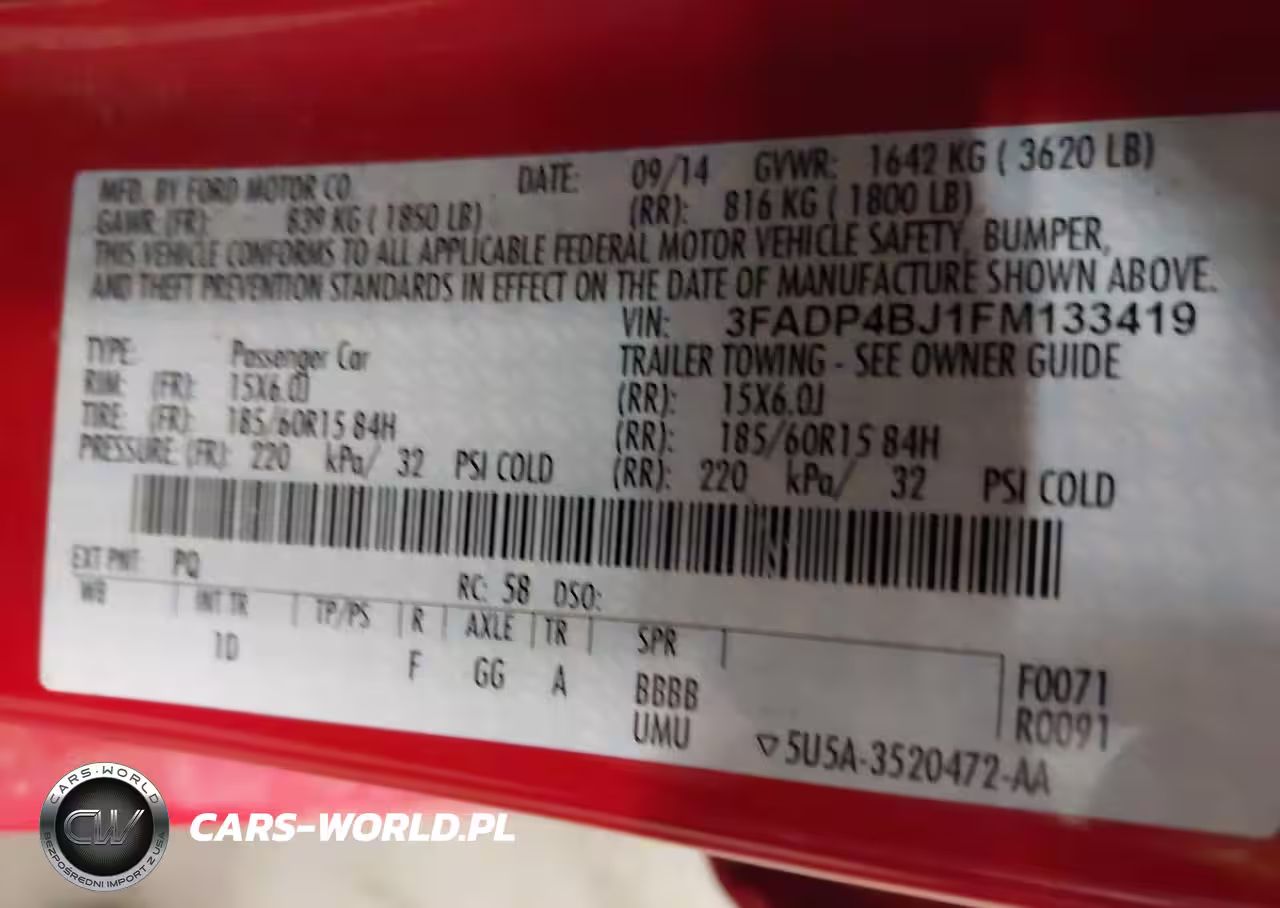 MFD. BY FORD MOTOR CO. DATE: 09/14 GVWR: 1642 KG ( 3620 LB)
GAWR: (FR): 839 KG ( 1850 LB) (RR): 816 KG ( 1800 LB)
THIS VEHICLE CONFORMS TO ALL APPLICABLE FEDERAL MOTOR VEHICLE SAFETY, BUMPER,
AND THEFT PREVENTION STANDARDS IN EFFECT ON THE DATE OF MANUFACTURE SHOWN ABOVE.
VIN: 3FADP4BJ1FM133419
TYPE: Passenger Car TRAILER TOWING - SEE OWNER GUIDE
RIM: (FR): 15X6.0J (RR): 15X6.0J
TIRE: (FR): 185/60R15 84H (RR): 185/60R15 84H
PRESSURE: (FR): 220 kPa/ 32 PSI COLD (RR): 220 kPa/ 32 PSI COLD
EXT PNT: PQ RC: 58 DSO:
WB INT TR TP/PS R AXLE TR SPR
1D F GG A BBBB F0071
UMU R0091
▽5U5A-3520472-AA
CARS-WORLD
CW
BEZPOŚREDNI IMPORT Z USA
CARS-WORLD.PL